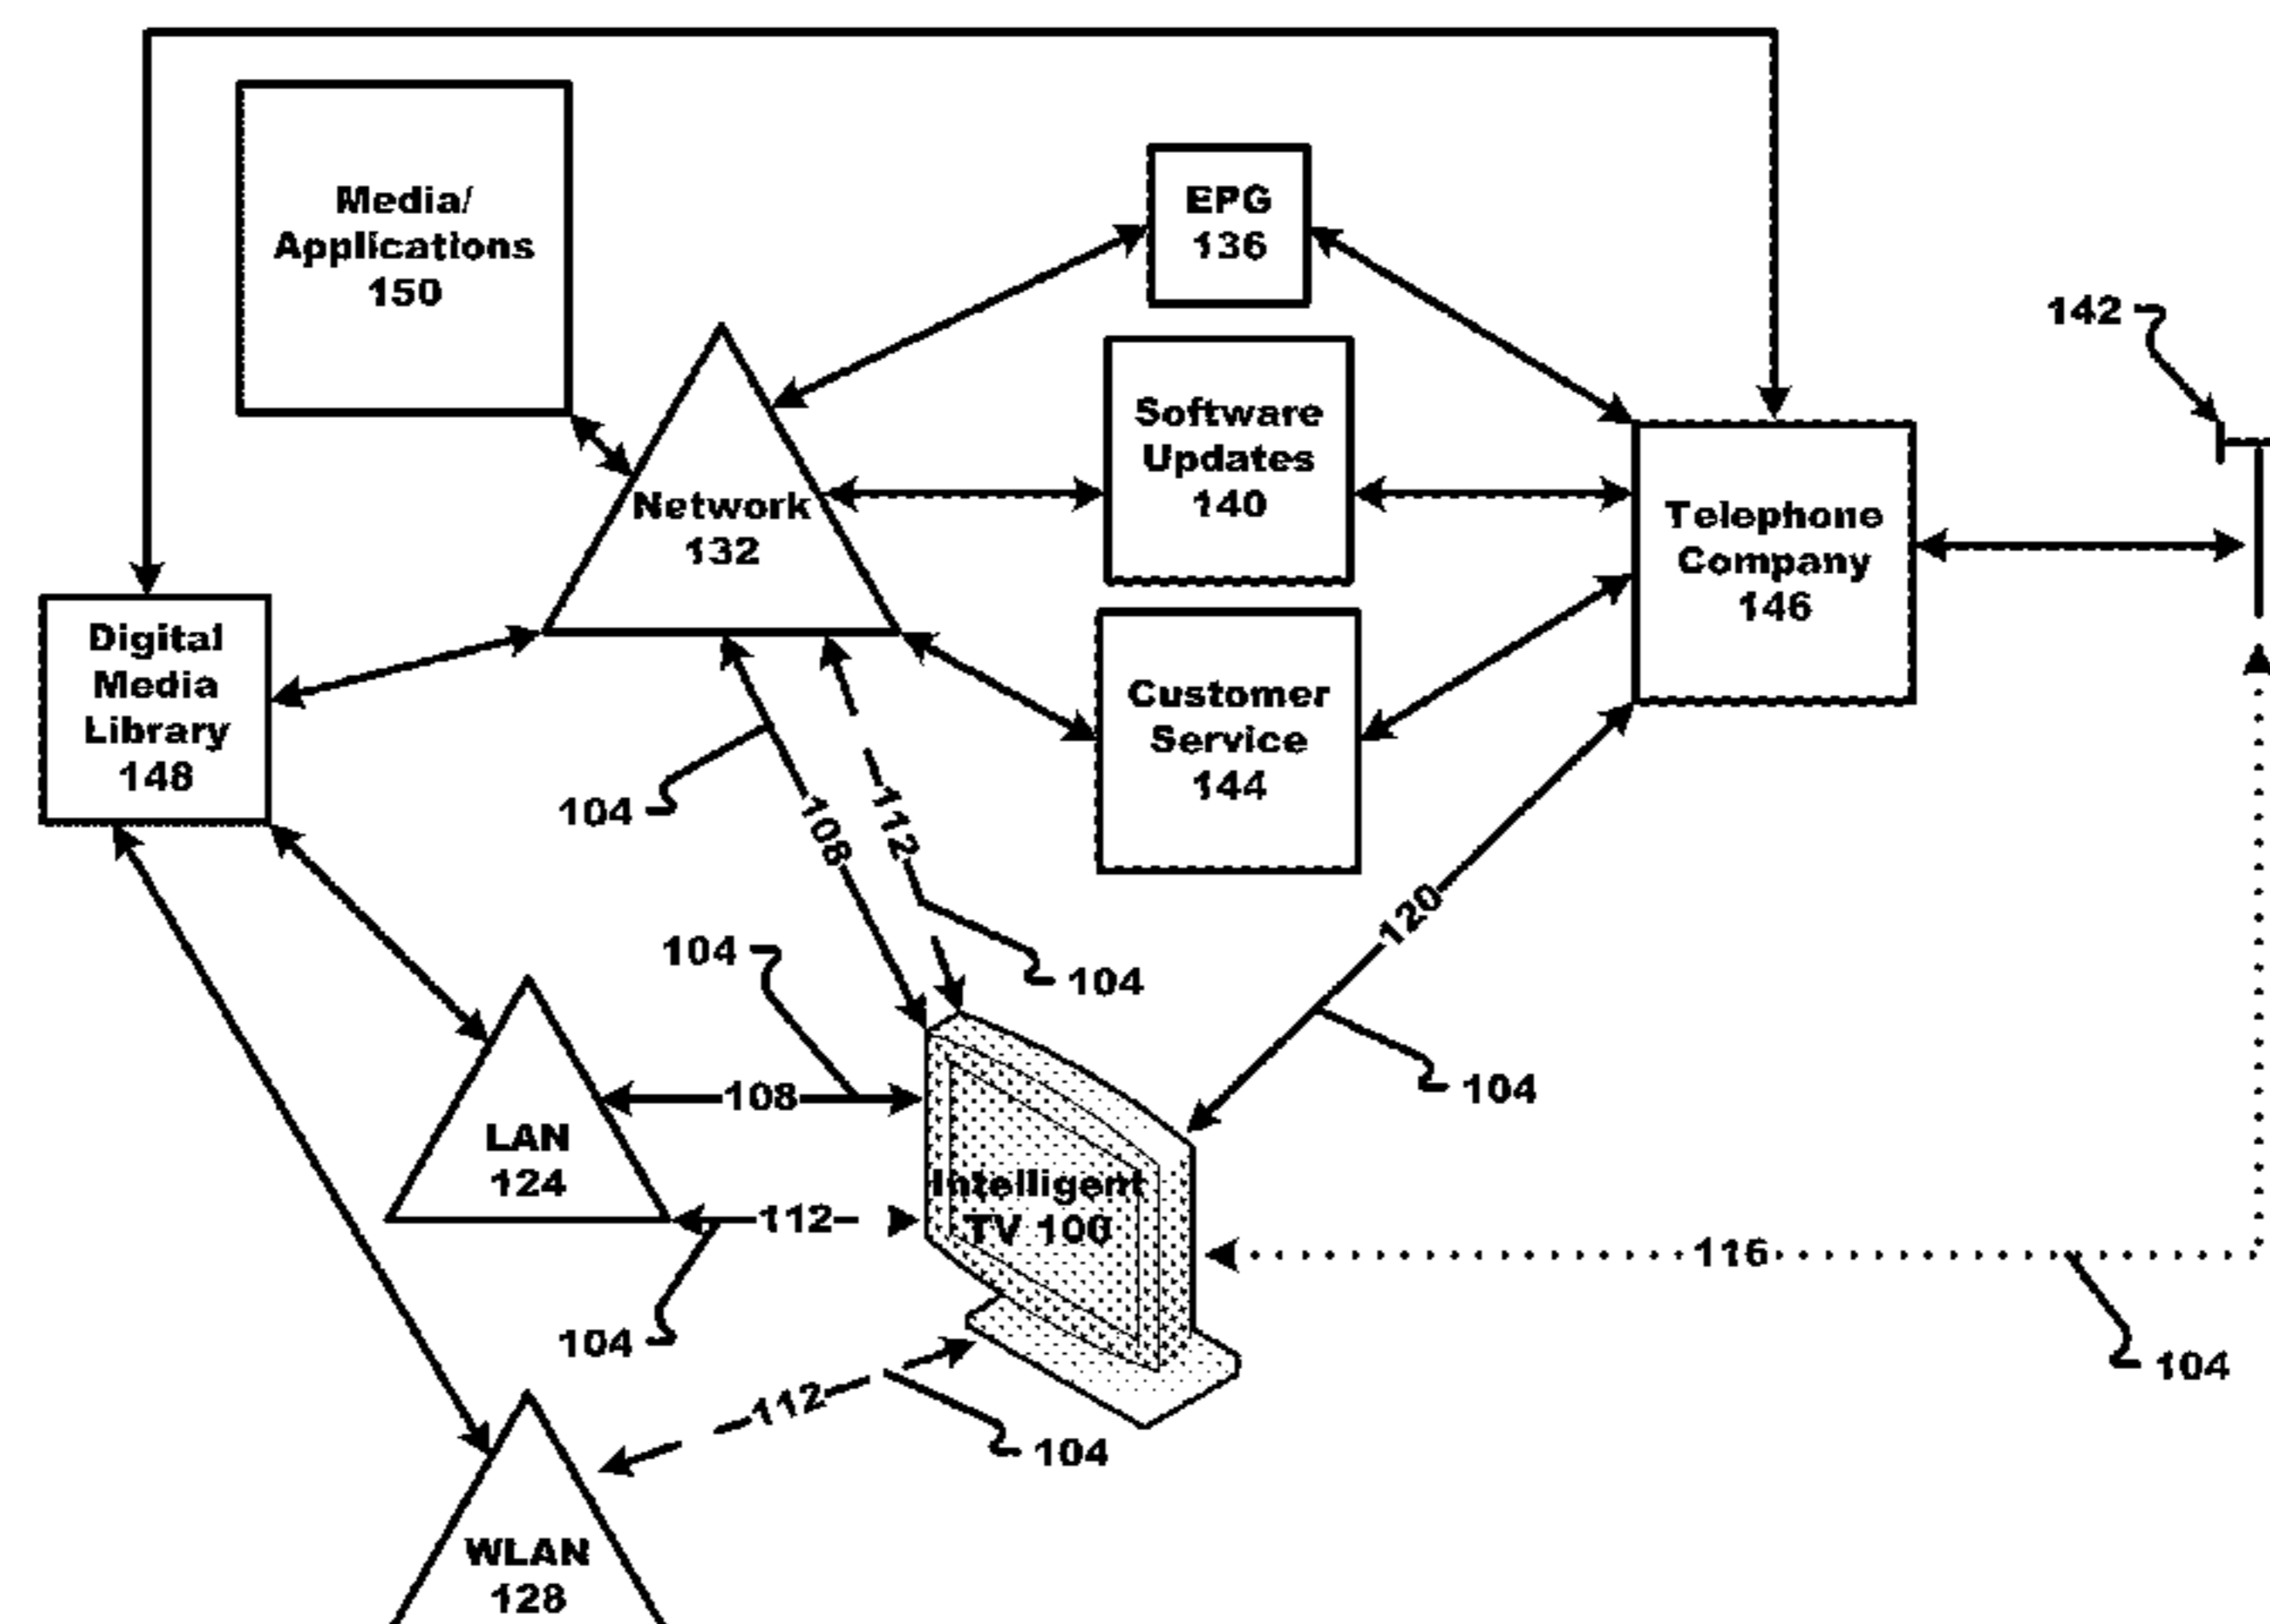 Media/
Applications
150
EPG
136
142
Software
Updates
140
Network
132
Telephone
Company
146
Digital
Media
Library
148
Customer
Service
144
104
108
112
120
104
104
104
108
LAN
124
Intelligent
TV 100
112
116
104
104
112
104
WLAN
128